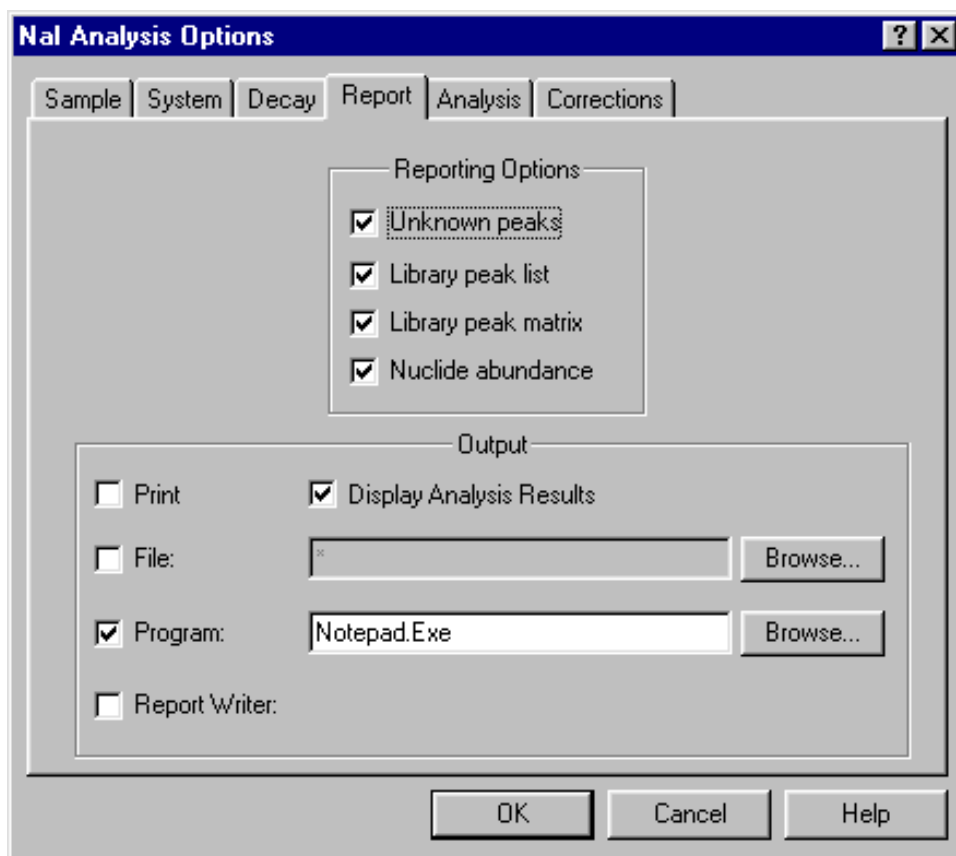 NaI Analysis Options
Sample System Decay Report Analysis Corrections
Reporting Options
Unknown peaks
Library peak list
Library peak matrix
Nuclide abundance
Output
Print Display Analysis Results
File: * Browse...
Program: Notepad.Exe Browse...
Report Writer:
OK Cancel Help